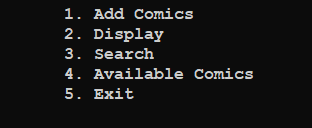 1. Add Comics
2. Display
3. Search
4. Available Comics
5. Exit